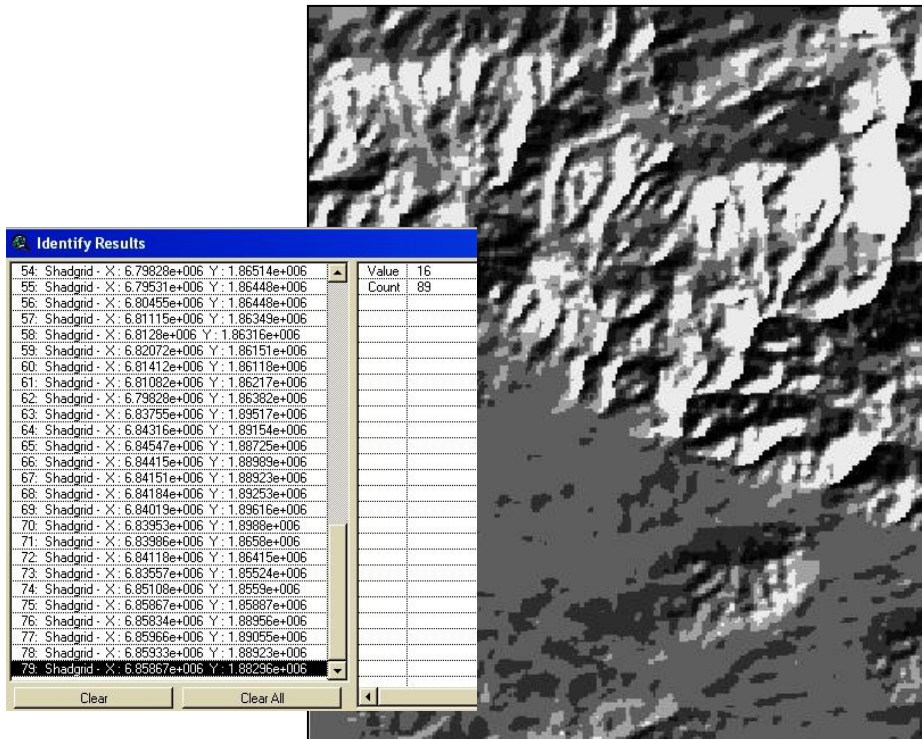 Identify Results
54: Shadgrid - X : 6.79828e+006 Y : 1.86514e+006
55: Shadgrid - X : 6.79531e+006 Y : 1.86448e+006
56: Shadgrid - X : 6.80455e+006 Y : 1.86448e+006
57: Shadgrid - X : 6.81115e+006 Y : 1.86349e+006
58: Shadgrid - X : 6.8128e+006 Y : 1.86316e+006
59: Shadgrid - X : 6.82072e+006 Y : 1.86151e+006
60: Shadgrid - X : 6.81412e+006 Y : 1.86118e+006
61: Shadgrid - X : 6.81082e+006 Y : 1.86217e+006
62: Shadgrid - X : 6.79828e+006 Y : 1.86382e+006
63: Shadgrid - X : 6.83755e+006 Y : 1.89517e+006
64: Shadgrid - X : 6.84316e+006 Y : 1.89154e+006
65: Shadgrid - X : 6.84547e+006 Y : 1.88725e+006
66: Shadgrid - X : 6.84415e+006 Y : 1.88989e+006
67: Shadgrid - X : 6.84151e+006 Y : 1.88923e+006
68: Shadgrid - X : 6.84184e+006 Y : 1.89253e+006
69: Shadgrid - X : 6.84019e+006 Y : 1.89616e+006
70: Shadgrid - X : 6.83953e+006 Y : 1.8988e+006
71: Shadgrid - X : 6.83986e+006 Y : 1.8658e+006
72: Shadgrid - X : 6.84118e+006 Y : 1.86415e+006
73: Shadgrid - X : 6.83557e+006 Y : 1.85524e+006
74: Shadgrid - X : 6.85108e+006 Y : 1.8559e+006
75: Shadgrid - X : 6.85867e+006 Y : 1.85887e+006
76: Shadgrid - X : 6.85834e+006 Y : 1.88956e+006
77: Shadgrid - X : 6.85966e+006 Y : 1.89055e+006
78: Shadgrid - X : 6.85933e+006 Y : 1.88923e+006
79: Shadgrid - X : 6.85867e+006 Y : 1.88296e+006
Value 16
Count 89
Clear Clear All